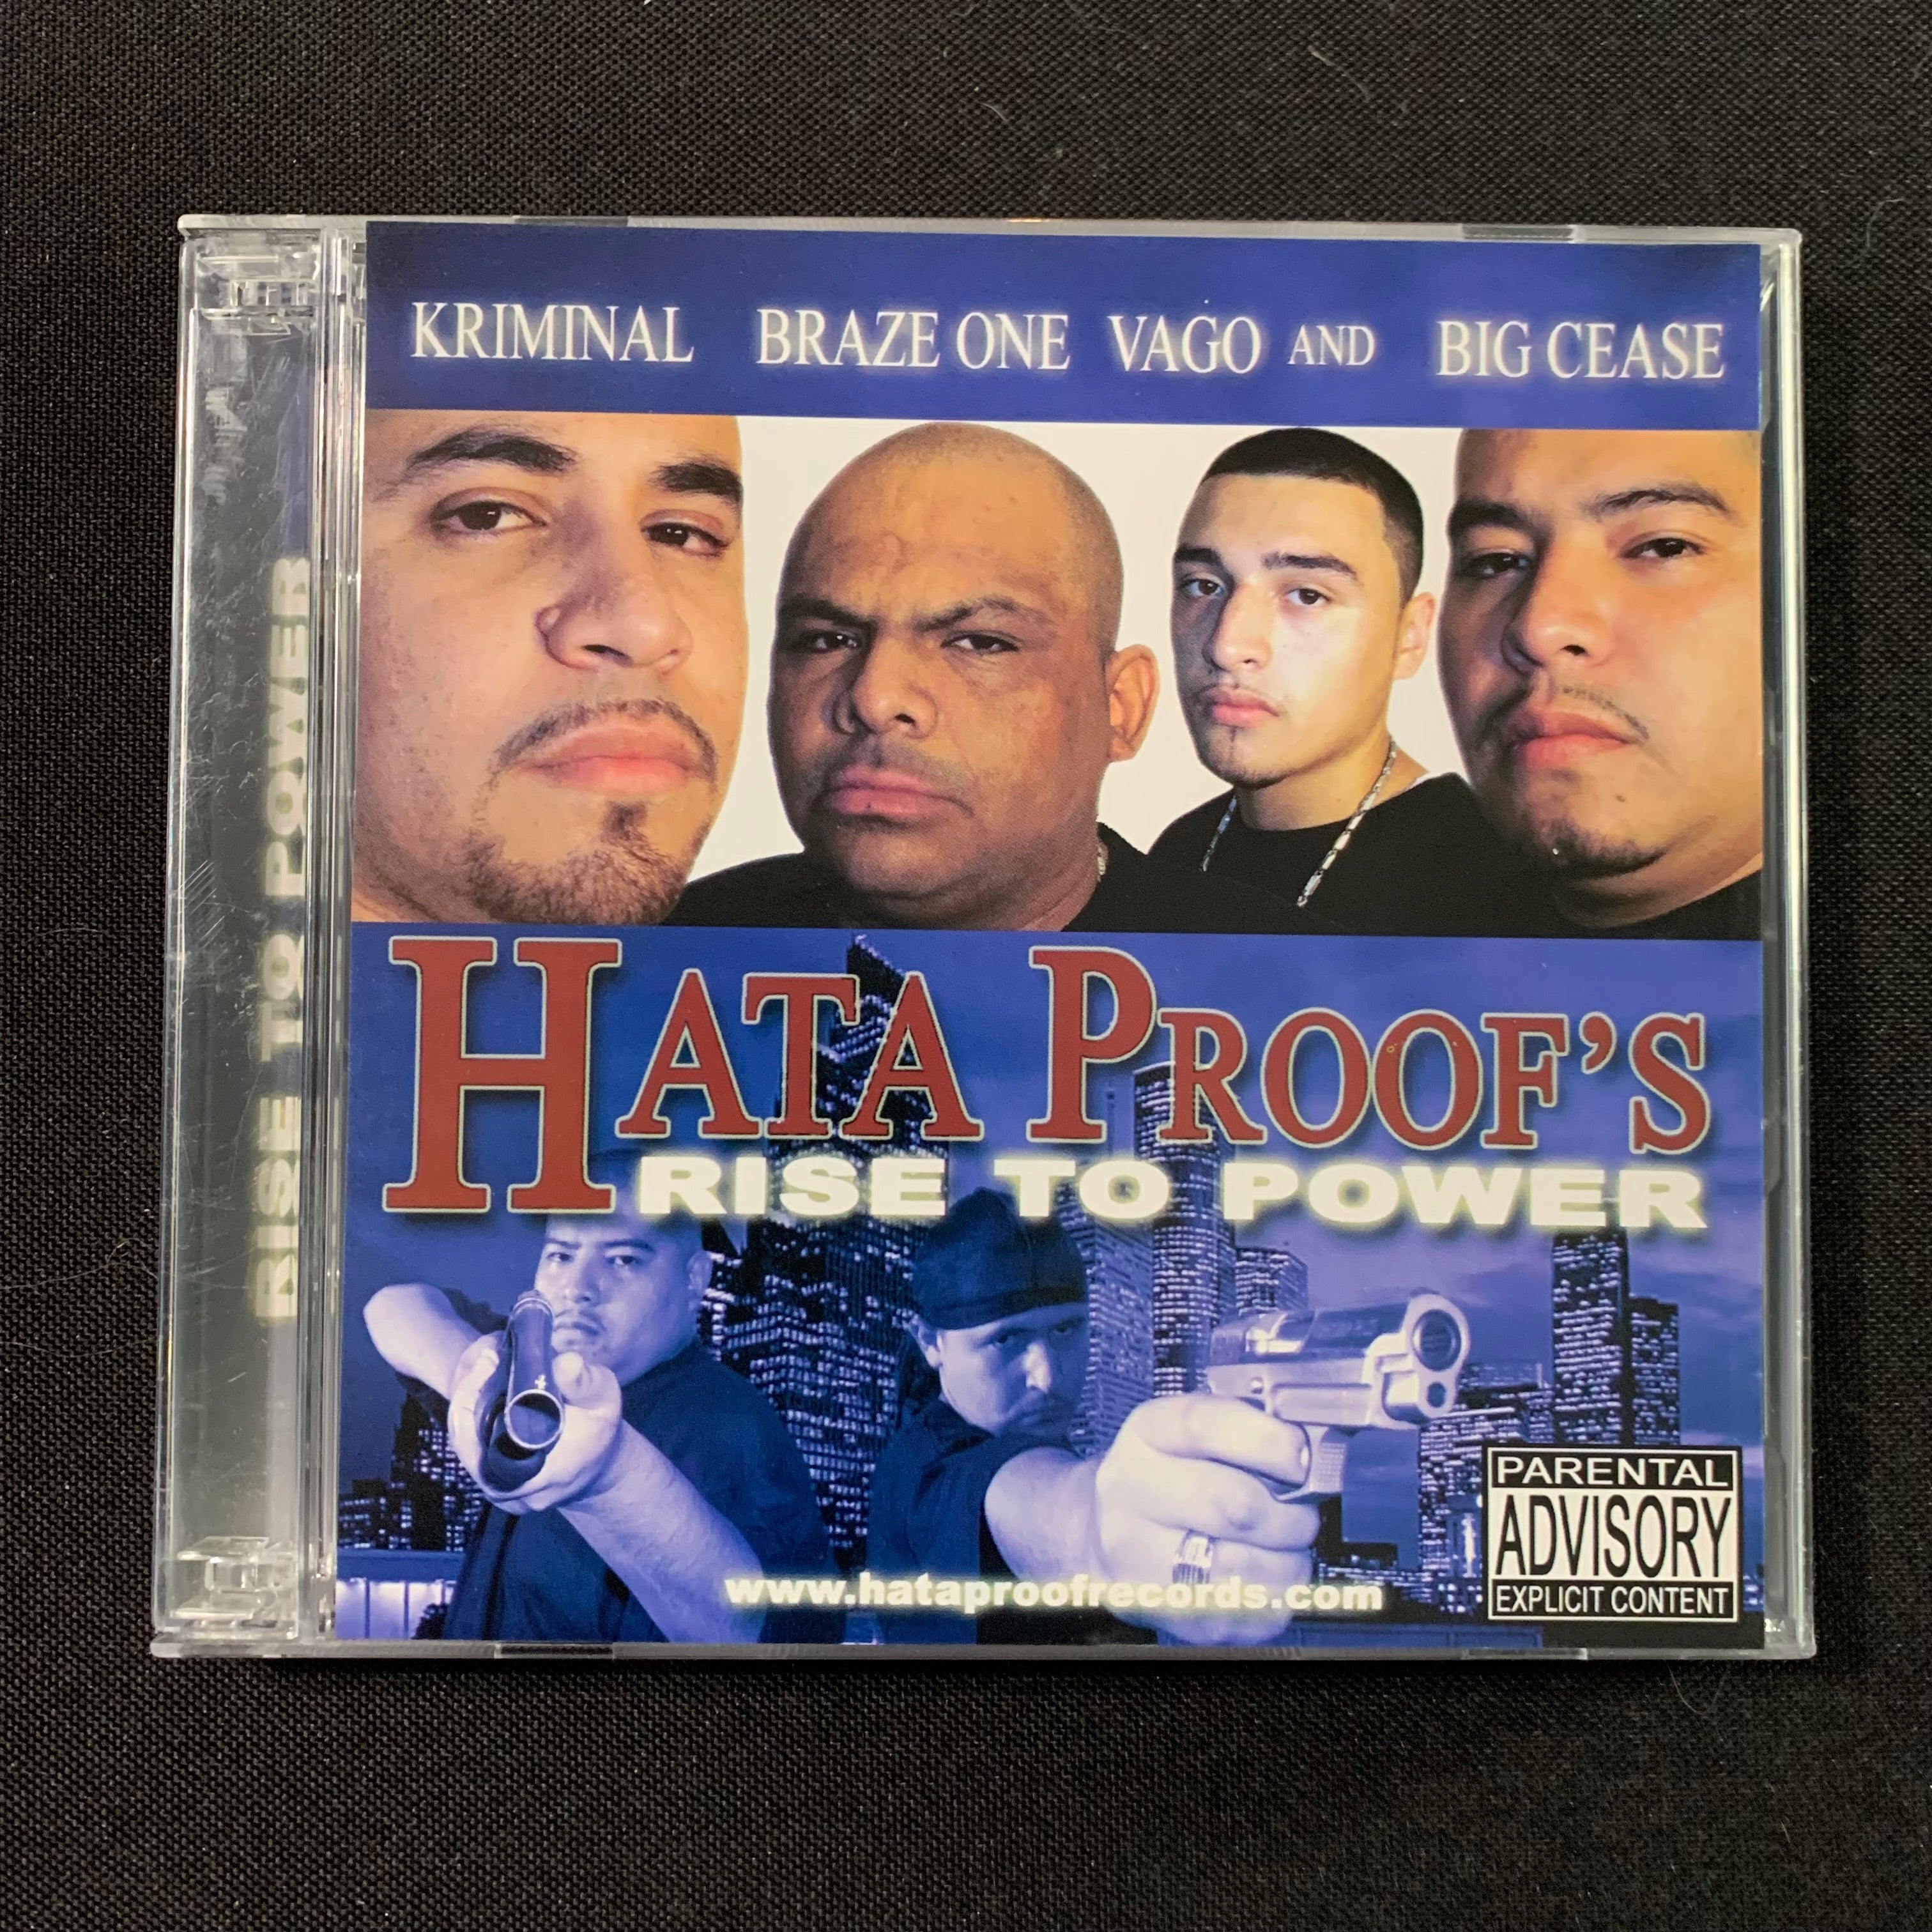 KRIMINAL BRAZE ONE VAGO AND BIG CEASE
HATA PROOF'S
RISE TO POWER
www.hataproofrecords.com
PARENTAL
ADVISORY
EXPLICIT CONTENT
RISE TO POWER